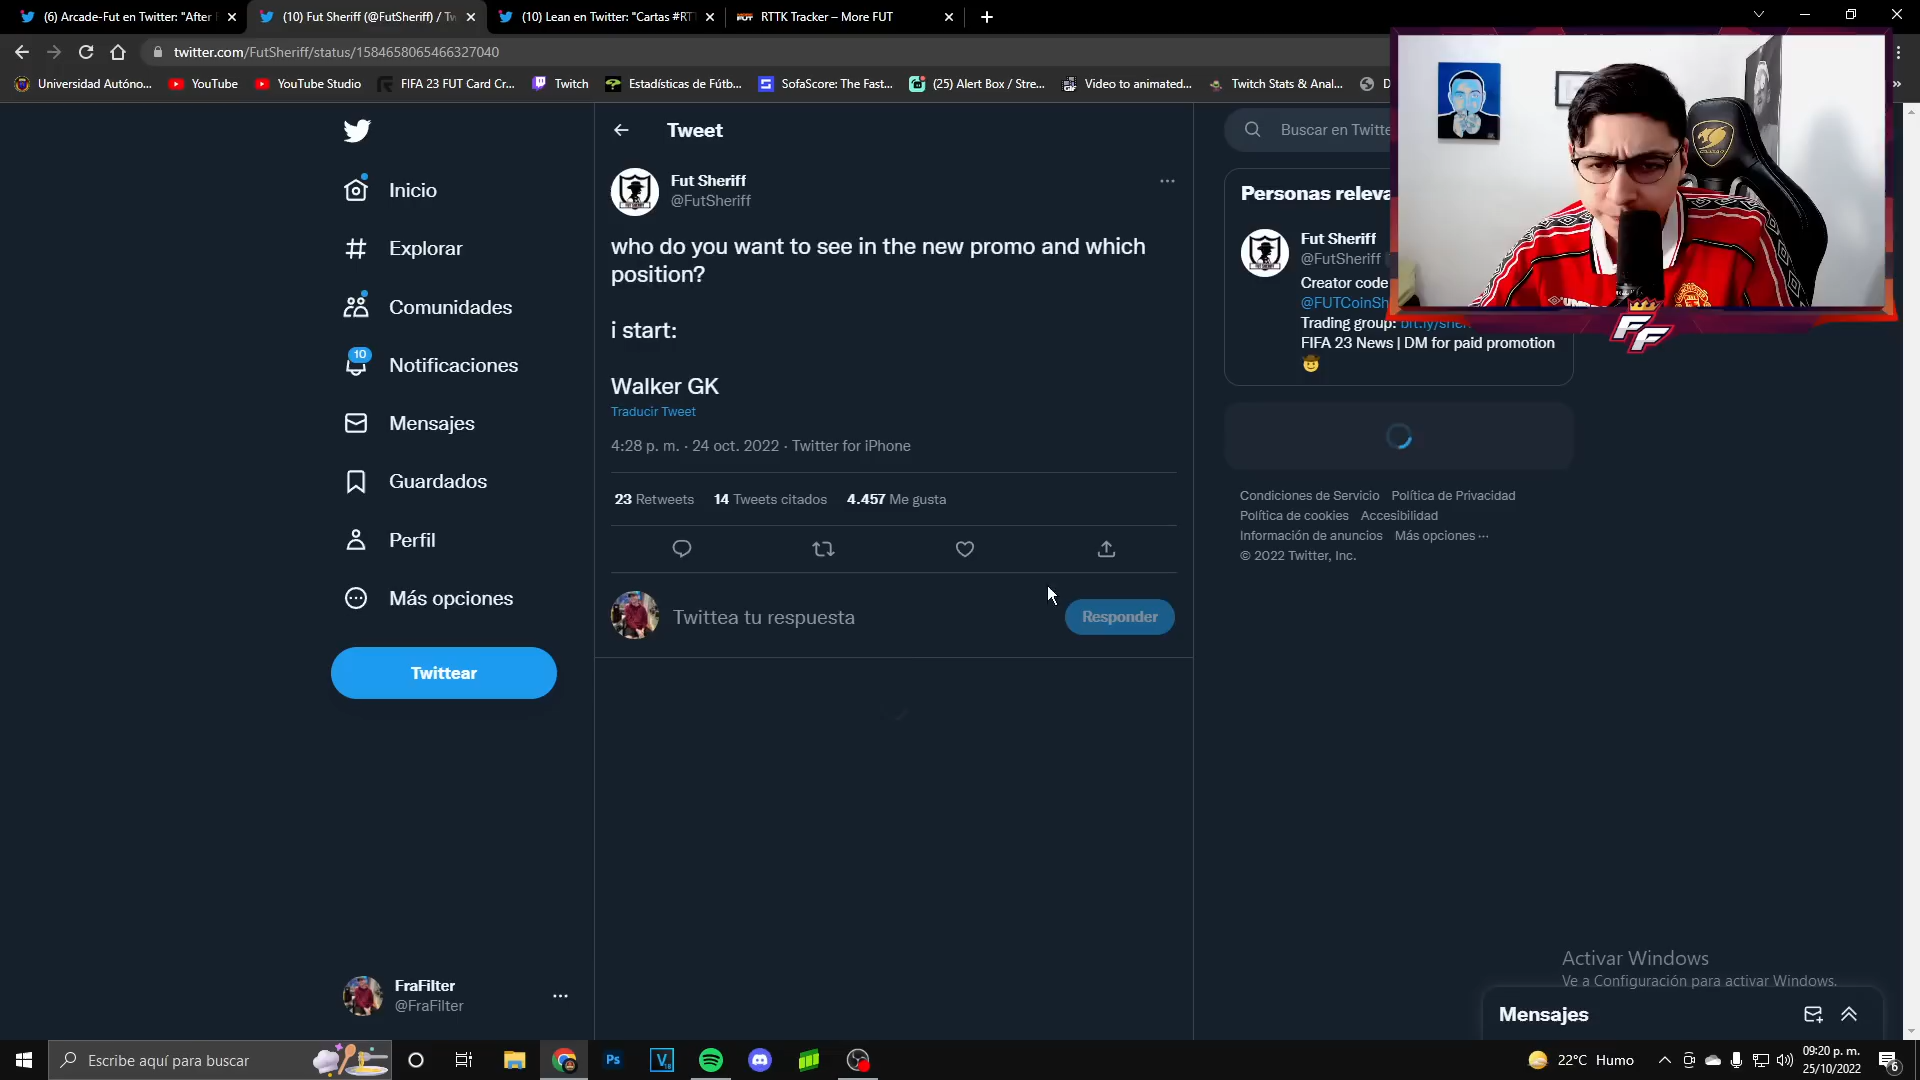 (6) Arcade-Fut en Twitter: "After
(10) Fut Sheriff (@FutSheriff) / Tw
(10) Lean en Twitter: "Cartas #RT
RTTK Tracker – More FUT
twitter.com/FutSheriff/status/1584658065466327040
Universidad Autóno...
YouTube
YouTube Studio
FIFA 23 FUT Card Cr...
Twitch
Estadísticas de Fútb...
SofaScore: The Fast...
(25) Alert Box / Stre...
Video to animated...
Twitch Stats & Anal...
D
Inicio
Explorar
Comunidades
10
Notificaciones
Mensajes
Guardados
Perfil
Más opciones
Twittear
FraFilter
@FraFilter
Tweet
Fut Sheriff
@FutSheriff
who do you want to see in the new promo and which
position?
i start:
Walker GK
Traducir Tweet
4:28 p. m. · 24 oct. 2022 · Twitter for iPhone
23 Retweets 14 Tweets citados 4.457 Me gusta
Twittea tu respuesta
Responder
Buscar en Twitte
Personas releva
Fut Sheriff
@FutSheriff
Creator code
@FUTCoinSh
Trading group: bit.ly/sher
FIFA 23 News | DM for paid promotion
Condiciones de Servicio Política de Privacidad
Política de cookies Accesibilidad
Información de anuncios Más opciones ···
© 2022 Twitter, Inc.
FF
Activar Windows
Ve a Configuración para activar Windows.
Mensajes
Escribe aquí para buscar
Ps
V
22°C Humo
09:20 p. m.
25/10/2022
6